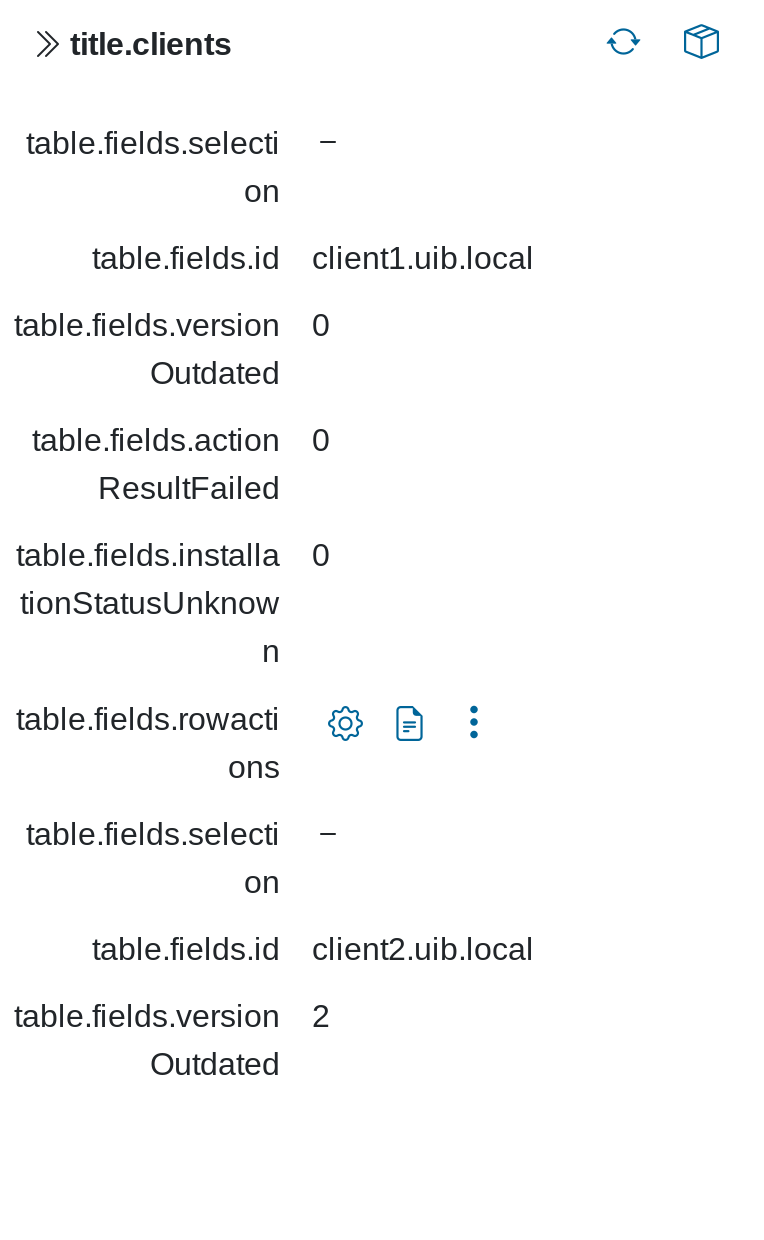 title.clients
table.fields.selecti –
on
table.fields.id client1.uib.local
table.fields.version 0
Outdated
table.fields.action 0
ResultFailed
table.fields.installa 0
tionStatusUnknow
n
table.fields.rowacti
ons
table.fields.selecti –
on
table.fields.id client2.uib.local
table.fields.version 2
Outdated